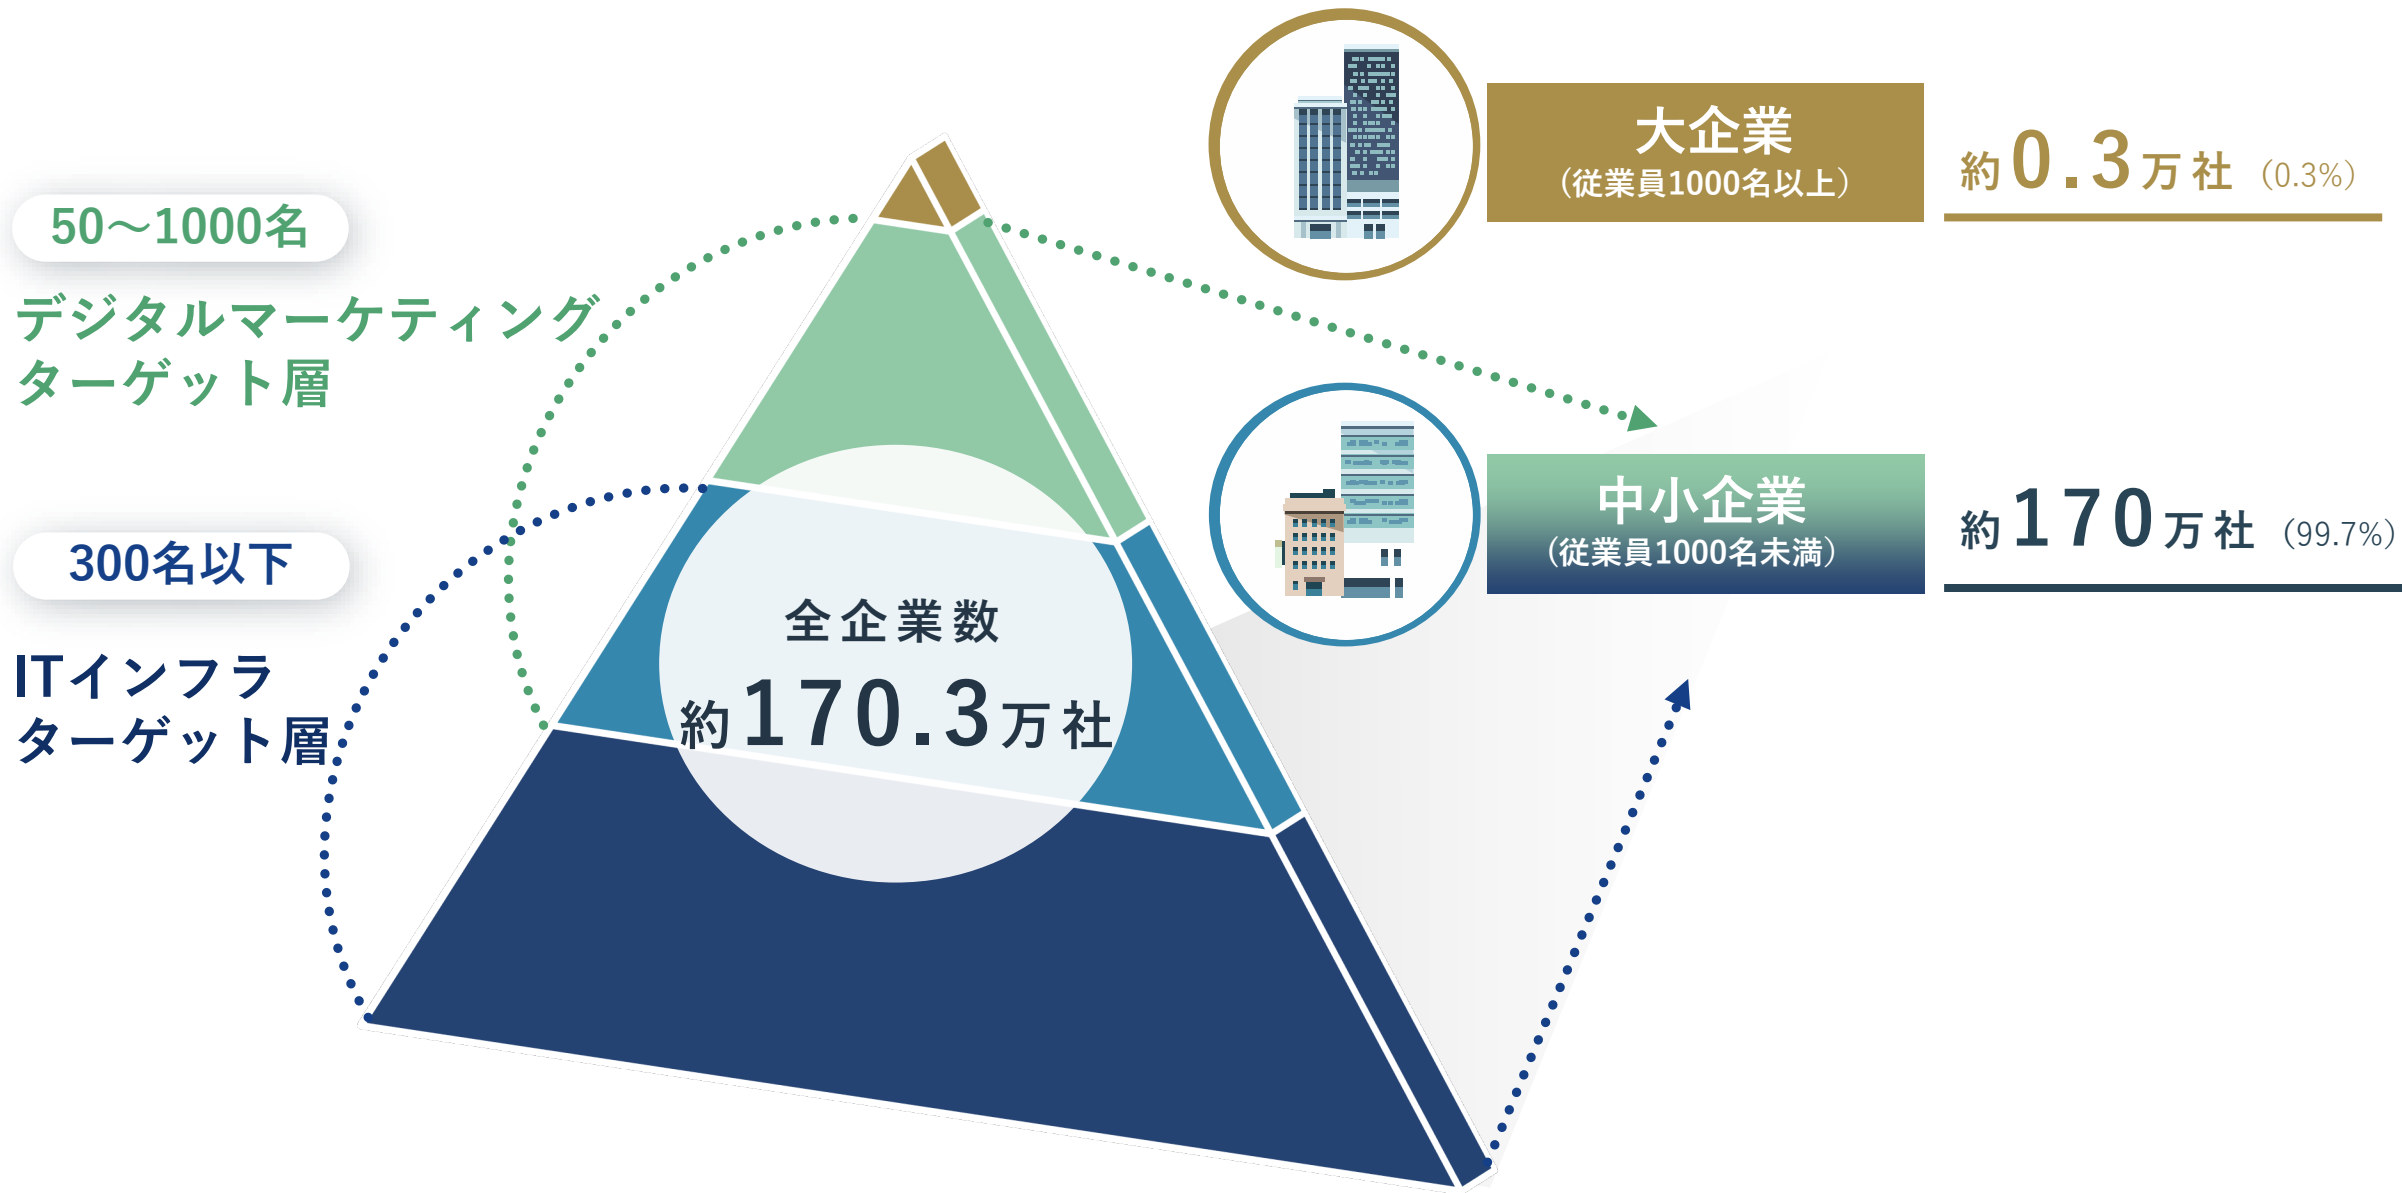 50～1000名
デジタルマーケティング
ターゲット層
300名以下
ITインフラ
ターゲット層
全企業数
約170.3万社
大企業
（従業員1000名以上）
約0.3万社（0.3%）
中小企業
（従業員1000名未満）
約170万社（99.7%）